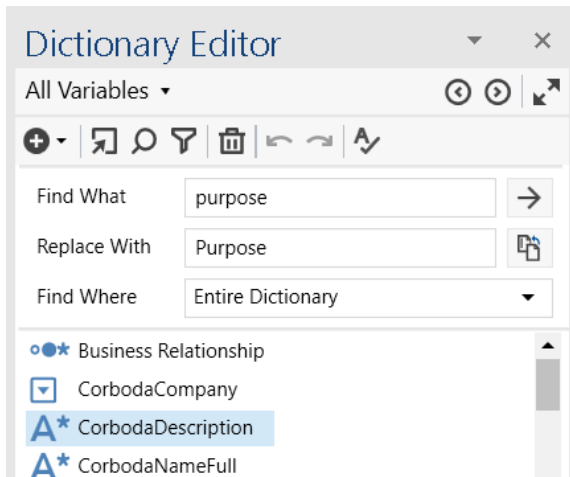 Dictionary Editor
All Variables
Find What purpose
Replace With Purpose
Find Where Entire Dictionary
Business Relationship
CorbodaCompany
A* CorbodaDescription
A* CorbodaNameFull